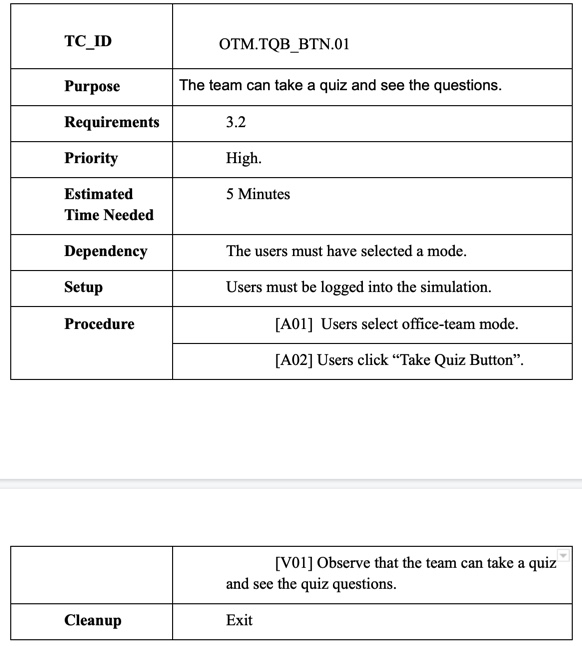 TC_ID
OTM.TQB_BTN.01
Purpose
The team can take a quiz and see the questions.
Requirements
3.2
Priority
High.
Estimated
Time Needed
5 Minutes
Dependency
The users must have selected a mode.
Setup
Users must be logged into the simulation.
Procedure
[A01]  Users select office-team mode.
[A02] Users click “Take Quiz Button”.
[V01] Observe that the team can take a quiz
and see the quiz questions.
Cleanup
Exit